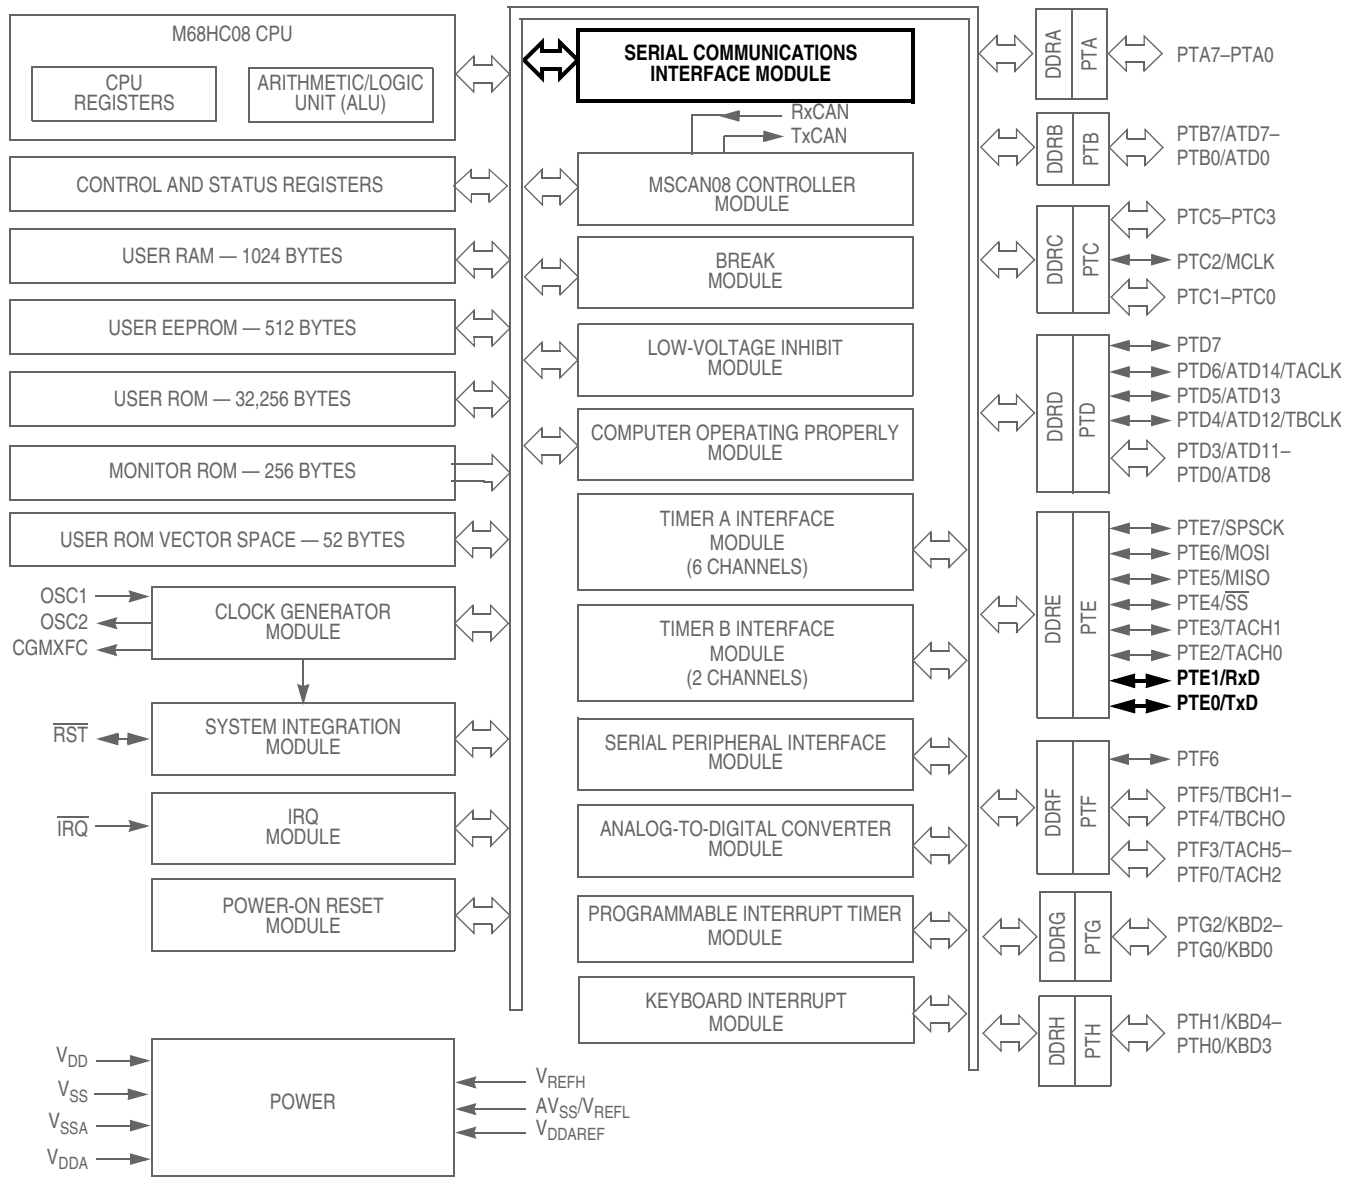 M68HC08 CPU
CPU
REGISTERS
ARITHMETIC/LOGIC
UNIT (ALU)
CONTROL AND STATUS REGISTERS
USER RAM — 1024 BYTES
USER EEPROM — 512 BYTES
USER ROM — 32,256 BYTES
MONITOR ROM — 256 BYTES
USER ROM VECTOR SPACE — 52 BYTES
OSC1
OSC2
CGMXFC
CLOCK GENERATOR
MODULE
RST
SYSTEM INTEGRATION
MODULE
IRQ
IRQ
MODULE
POWER-ON RESET
MODULE
VDD
VSS
VSSA
VDDA
POWER
VREFH
AVSS/VREFL
VDDAREF
SERIAL COMMUNICATIONS
INTERFACE MODULE
RxCAN
TxCAN
MSCAN08 CONTROLLER
MODULE
BREAK
MODULE
LOW-VOLTAGE INHIBIT
MODULE
COMPUTER OPERATING PROPERLY
MODULE
TIMER A INTERFACE
MODULE
(6 CHANNELS)
TIMER B INTERFACE
MODULE
(2 CHANNELS)
SERIAL PERIPHERAL INTERFACE
MODULE
ANALOG-TO-DIGITAL CONVERTER
MODULE
PROGRAMMABLE INTERRUPT TIMER
MODULE
KEYBOARD INTERRUPT
MODULE
DDRA
PTA
PTA7–PTA0
DDRB
PTB
PTB7/ATD7–
PTB0/ATD0
DDRC
PTC
PTC5–PTC3
PTC2/MCLK
PTC1–PTC0
DDRD
PTD
PTD7
PTD6/ATD14/TACLK
PTD5/ATD13
PTD4/ATD12/TBCLK
PTD3/ATD11–
PTD0/ATD8
DDRE
PTE
PTE7/SPSCK
PTE6/MOSI
PTE5/MISO
PTE4/SS
PTE3/TACH1
PTE2/TACH0
PTE1/RxD
PTE0/TxD
DDRF
PTF
PTF6
PTF5/TBCH1–
PTF4/TBCHO
PTF3/TACH5–
PTF0/TACH2
DDRG
PTG
PTG2/KBD2–
PTG0/KBD0
DDRH
PTH
PTH1/KBD4–
PTH0/KBD3